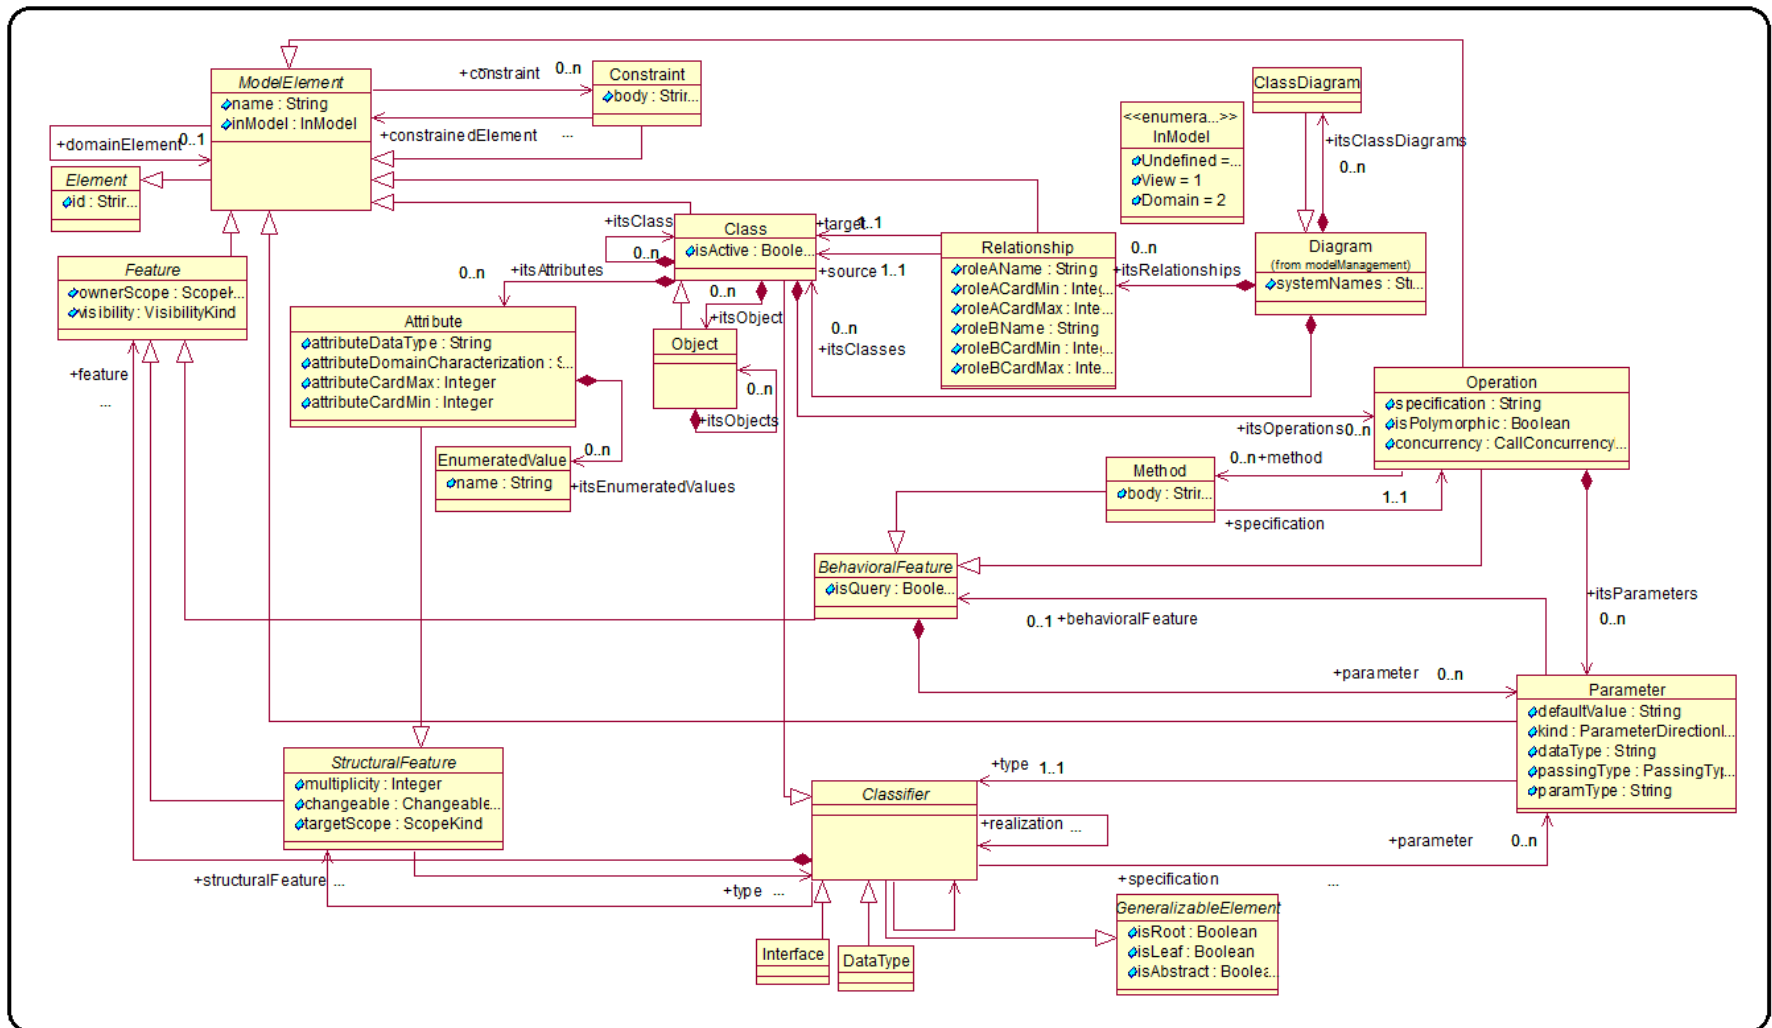 ModelElement
name : String
inModel : InModel
+constraint 0..n
Constraint
body : Strir...
+constrainedElement ...
+domainElement 0..1
Element
id : Strir...
Feature
ownerScope : ScopeK...
visibility : VisibilityKind
+feature
...
ClassDiagram
<<enumera...>>
InModel
Undefined =...
View = 1
Domain = 2
+itsClassDiagrams
0..n
Diagram
(from modelManagement)
systemNames : Stri...
Class
isActive : Boole...
+itsClass
0..n
+target 1..1
+source 1..1
Relationship
roleAName : String
roleACardMin : Integ...
roleACardMax : Inte...
roleBName : String
roleBCardMin : Integ...
roleBCardMax : Inte...
0..n
+itsRelationships
0..n
+itsAttributes
Attribute
attributeDataType : String
attributeDomainCharacterization : S...
attributeCardMax : Integer
attributeCardMin : Integer
0..n
+itsObject
Object
0..n
+itsObjects
0..n
+itsClasses
0..n
EnumeratedValue
name : String
+itsEnumeratedValues
Operation
specification : String
isPolymorphic : Boolean
concurrency : CallConcurrency...
+itsOperations 0..n
0..n +method
Method
body : Strir...
1..1
+specification
BehavioralFeature
isQuery : Boole...
0..1 +behavioralFeature
+itsParameters
0..n
+parameter 0..n
Parameter
defaultValue : String
kind : ParameterDirectionI...
dataType : String
passingType : PassingTyp...
paramType : String
StructuralFeature
multiplicity : Integer
changeable : Changeable...
targetScope : ScopeKind
+type 1..1
Classifier
+realization ...
+parameter 0..n
+structuralFeature ...
+type ...
+specification ...
GeneralizableElement
isRoot : Boolean
isLeaf : Boolean
isAbstract : Boolea...
Interface
DataType